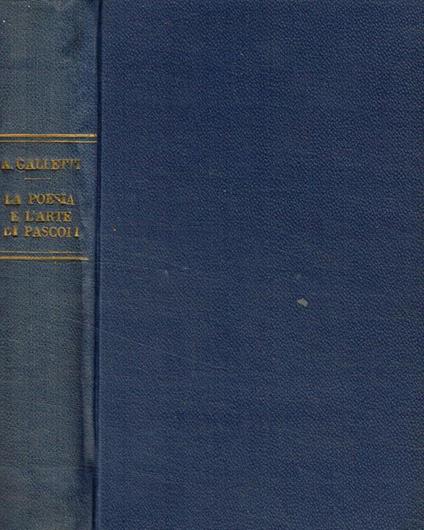 A. GALLETTI
LA POESIA
E L'ARTE
DI PASCOLI